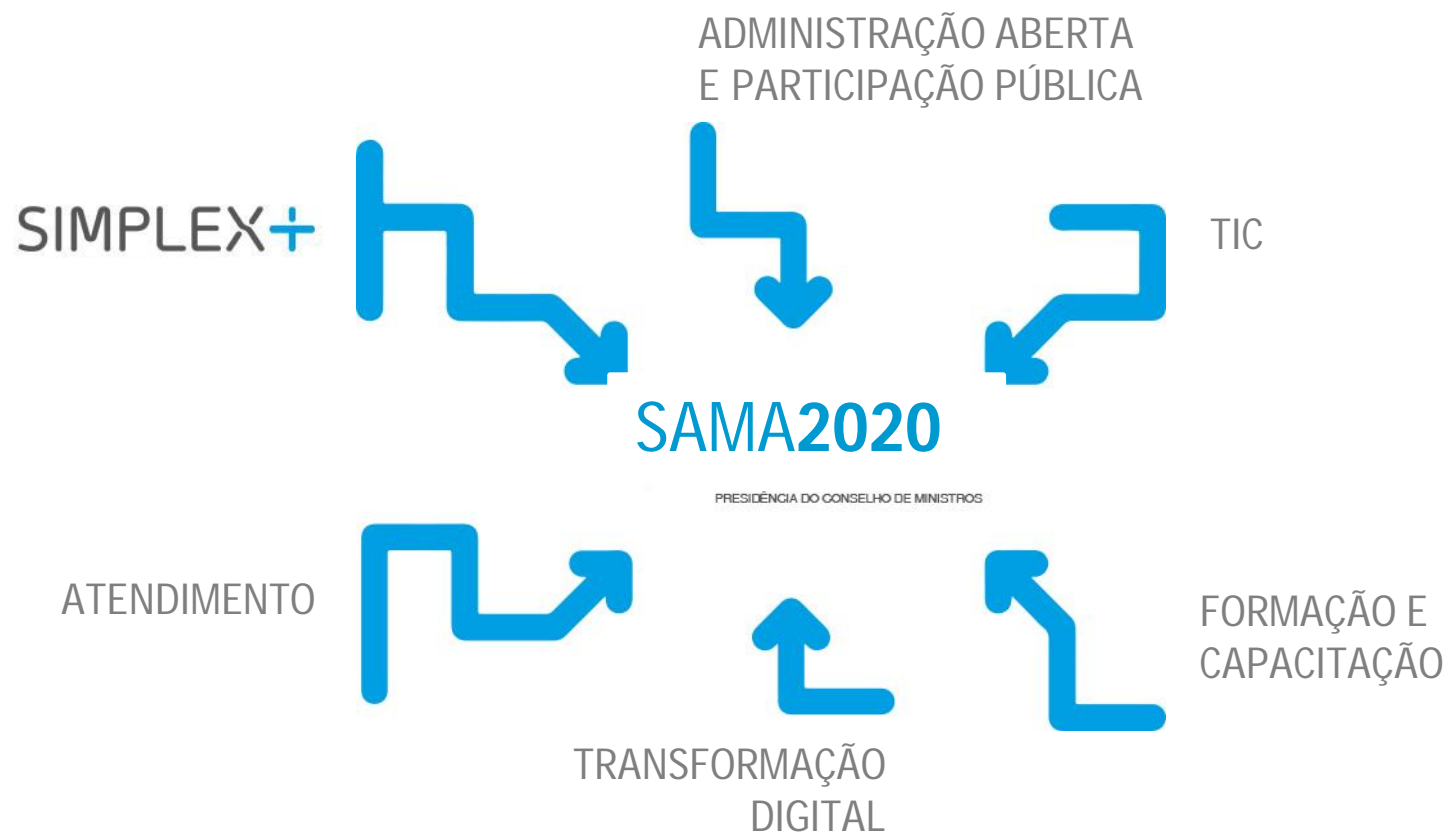 ADMINISTRAÇÃO ABERTA
E PARTICIPAÇÃO PÚBLICA
SIMPLEX+
TIC
SAMA2020
PRESIDÊNCIA DO CONSELHO DE MINISTROS
ATENDIMENTO
FORMAÇÃO E
CAPACITAÇÃO
TRANSFORMAÇÃO
DIGITAL